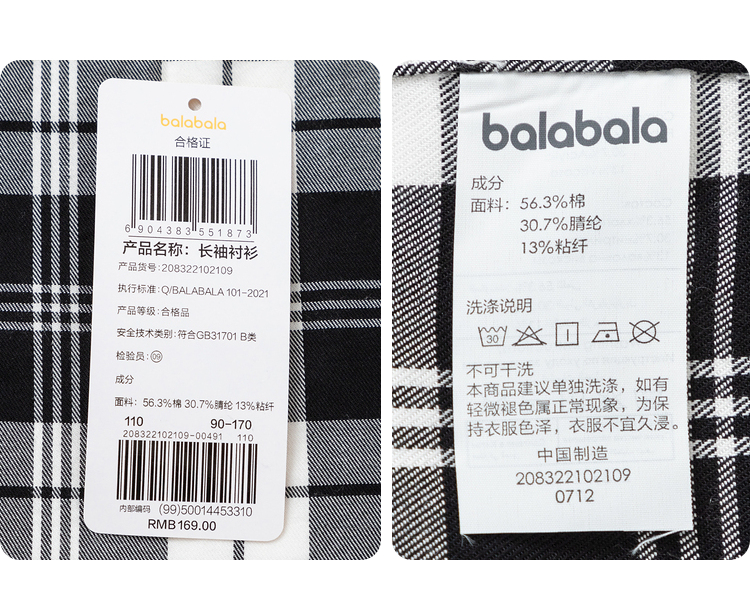 balabala
合格证
6 904383 551873
产品名称：长袖衬衫
产品货号：208322102109
执行标准：Q/BALABALA 101-2021
产品等级：合格品
安全技术类别：符合GB31701 B类
检验员：09
成分
面料：56.3%棉 30.7%腈纶 13%粘纤
110 90-170
208322102109-00491 110
内部编码 (99)50014453310
RMB169.00
balabala
成分
面料：56.3%棉
30.7%腈纶
13%粘纤
洗涤说明
30
不可干洗
本商品建议单独洗涤，如有
轻微褪色属正常现象，为保
持衣服色泽，衣服不宜久浸。
中国制造
208322102109
0712